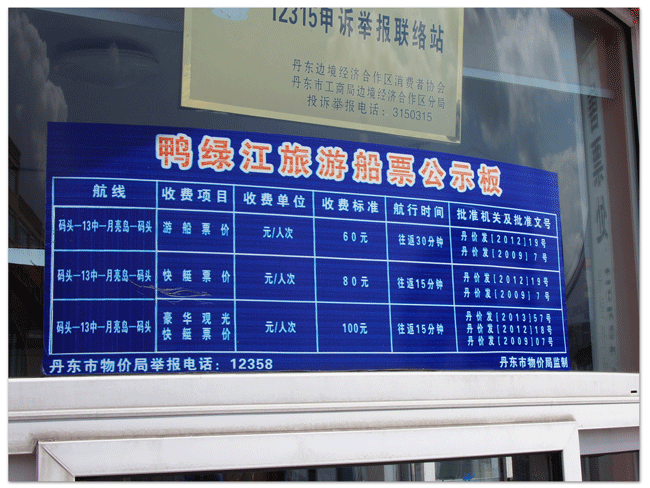 12315申诉举报联络站
丹东边境经济合作区消费者协会
丹东市工商局边境经济合作区分局
投诉举报电话：3150315
售票
鸭绿江旅游船票公示板
航线 收费项目 收费单位 收费标准 航行时间 批准机关及批准文号
码头—13中—月亮岛—码头 游船票价 元/人次 60元 往返30分钟 丹价发[2012]19号
丹价发[2009]7号
码头—13中—月亮岛—码头 快艇票价 元/人次 80元 往返15分钟 丹价发[2012]19号
丹价发[2009]7号
码头—13中—月亮岛—码头 豪华观光 元/人次 100元 往返15分钟 丹价发[2013]57号
快艇票价 丹价发[2012]18号
丹价发[2009]07号
丹东市物价局举报电话：12358 丹东市物价局监制